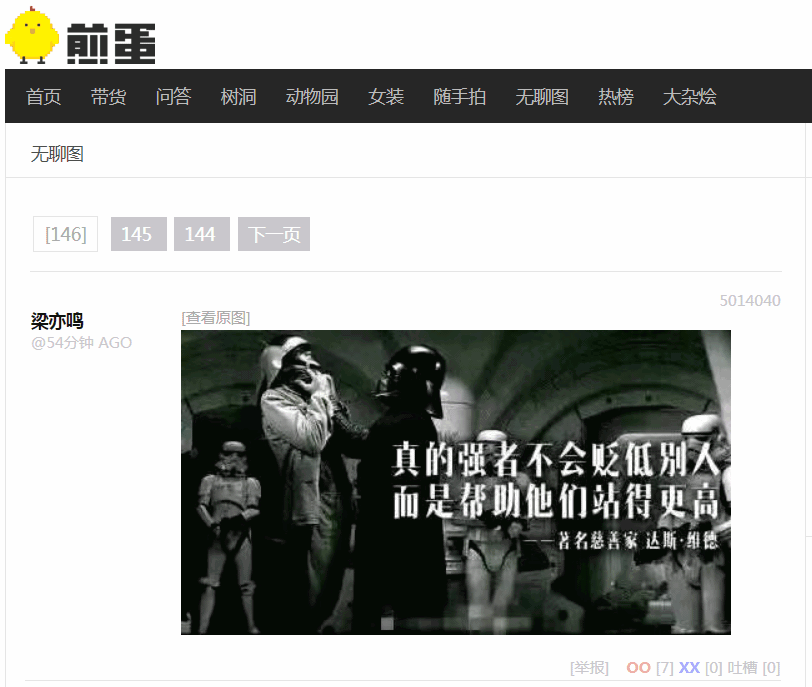 煎蛋
首页 带货 问答 树洞 动物园 女装 随手拍 无聊图 热榜 大杂烩
无聊图
[146] 145 144 下一页
5014040
梁亦鸣
@54分钟 AGO
[查看原图]
真的强者不会贬低别人
而是帮助他们站得更高
——著名慈善家 达斯·维德
[举报] OO [7] XX [0] 吐槽 [0]